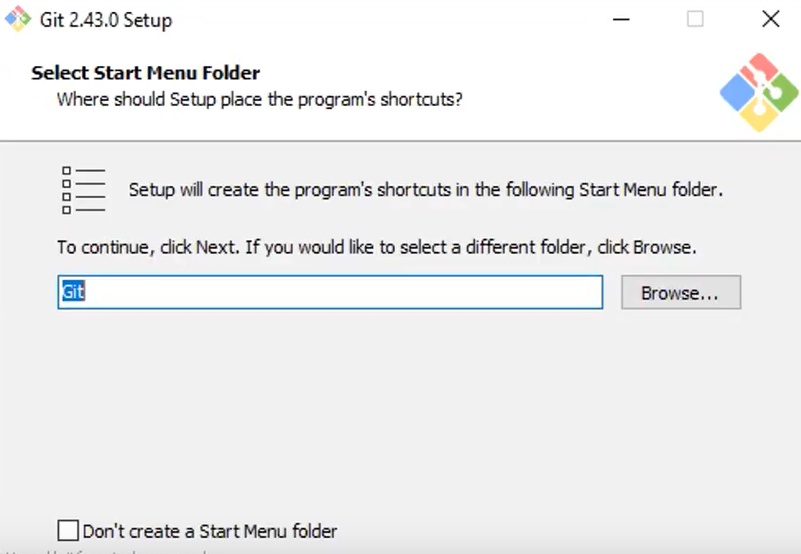 Git 2.43.0 Setup
Select Start Menu Folder
Where should Setup place the program's shortcuts?
Setup will create the program's shortcuts in the following Start Menu folder.
To continue, click Next. If you would like to select a different folder, click Browse.
Git
Browse...
Don't create a Start Menu folder